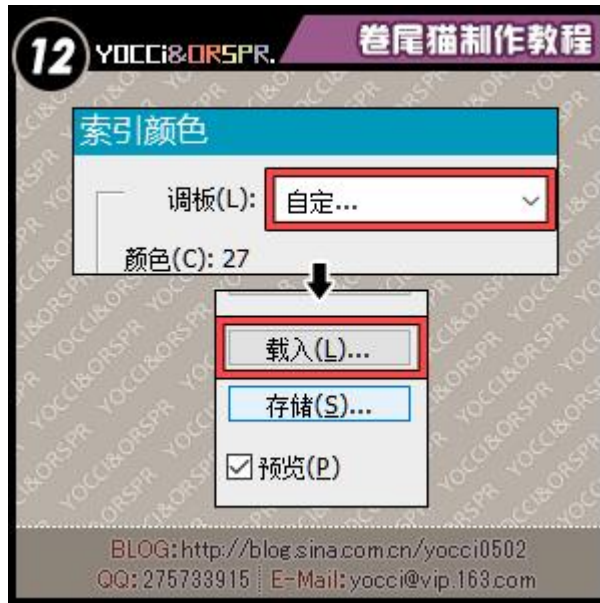 12 YOCCi&ORSPR. 卷尾猫制作教程
索引颜色
调板(L): 自定...
颜色(C): 27
载入(L)...
存储(S)...
预览(P)
BLOG:http://blog.sina.com.cn/yocci0502
QQ:275733915 E-Mail:yocci@vip.163.com